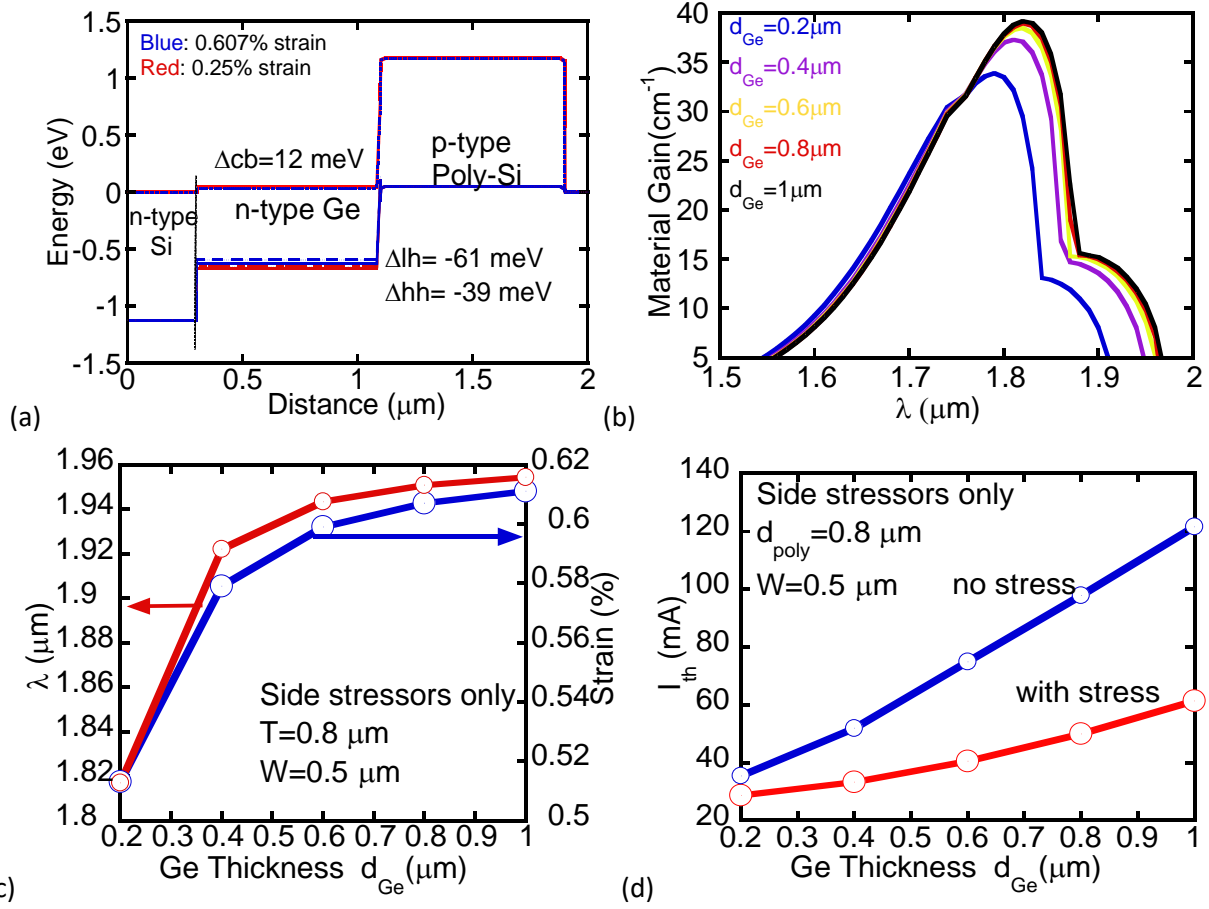 1.5
1
0.5
0
-0.5
-1
-1.5
Energy (eV)
Blue: 0.607% strain
Red: 0.25% strain
Δcb=12 meV
p-type
Poly-Si
n-type
Si
n-type Ge
Δlh= -61 meV
Δhh= -39 meV
0
0.5
1
1.5
2
Distance (μm)
(a)
40
35
30
25
20
15
10
5
Material Gain(cm-1)
dGe=0.2μm
dGe=0.4μm
dGe=0.6μm
dGe=0.8μm
dGe=1μm
1.5
1.6
1.7
1.8
1.9
2
λ (μm)
(b)
1.96
1.94
1.92
1.9
1.88
1.86
1.84
1.82
1.8
λ (μm)
0.62
0.6
0.58
0.56
0.54
0.52
0.5
Strain (%)
Side stressors only
T=0.8 μm
W=0.5 μm
0.2 0.3 0.4 0.5 0.6 0.7 0.8 0.9 1
Ge Thickness dGe(μm)
c)
140
120
100
80
60
40
20
Ith (mA)
Side stressors only
dpoly=0.8 μm
W=0.5 μm
no stress
with stress
0.2 0.3 0.4 0.5 0.6 0.7 0.8 0.9 1
Ge Thickness dGe(μm)
(d)